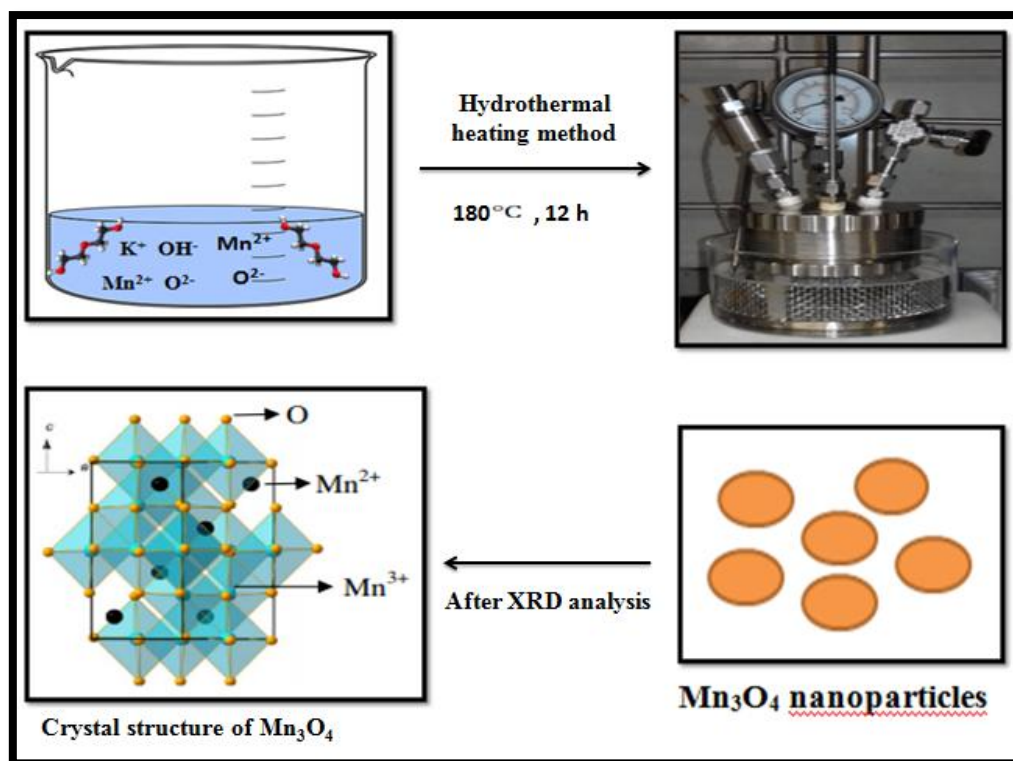 Hydrothermal
heating method
180°C , 12 h
K⁺ OH⁻ Mn²⁺
Mn²⁺ O²⁻ O²⁻
c
O
Mn²⁺
Mn³⁺
After XRD analysis
Mn₃O₄ nanoparticles
Crystal structure of Mn₃O₄